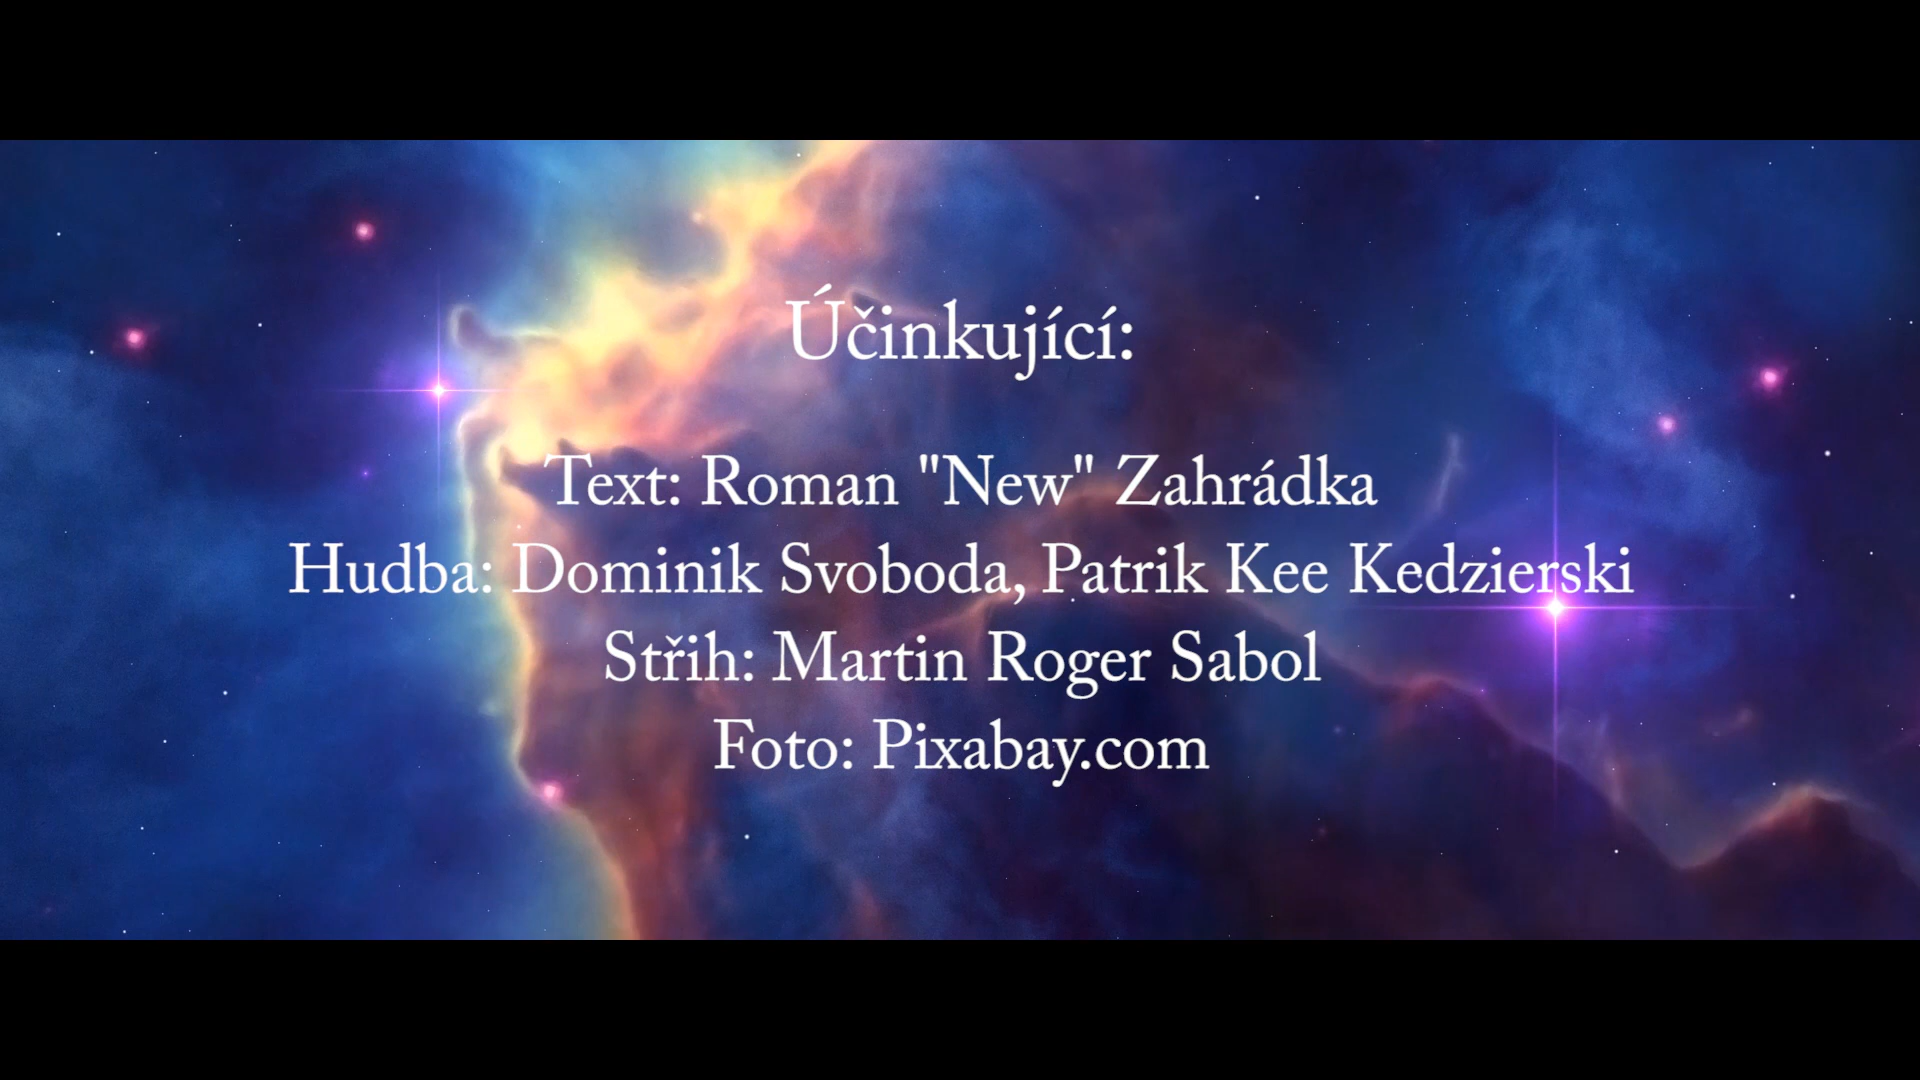 Účinkující:
Text: Roman "New" Zahrádka
Hudba: Dominik Svoboda, Patrik Kee Kedzierski
Střih: Martin Roger Sabol
Foto: Pixabay.com